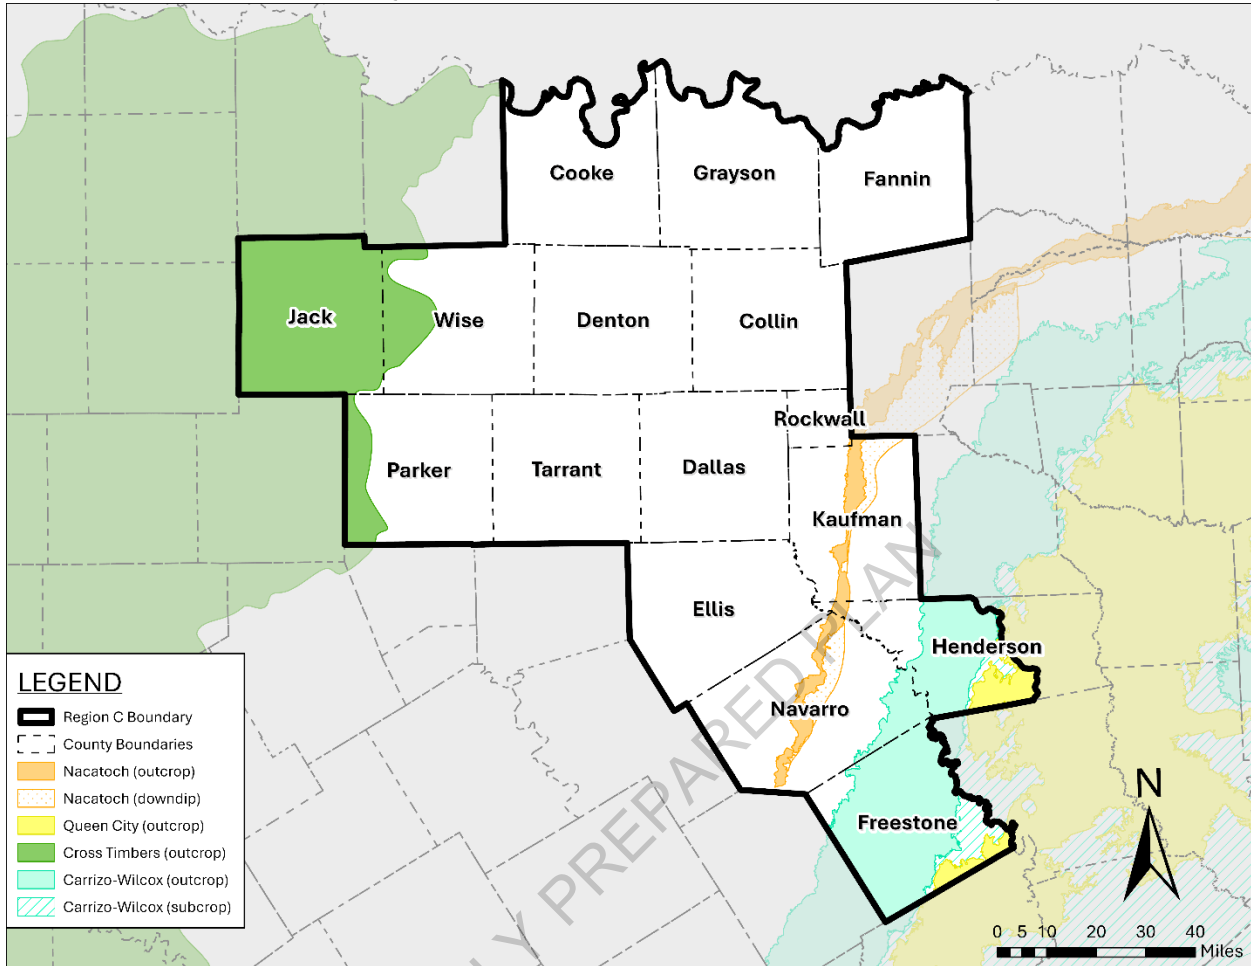 Cooke
Grayson
Fannin
Jack
Wise
Denton
Collin
Rockwall
Parker
Tarrant
Dallas
Kaufman
Ellis
Henderson
Navarro
Freestone
LY PREPARED PLAN
LEGEND
Region C Boundary
County Boundaries
Nacatoch (outcrop)
Nacatoch (downdip)
Queen City (outcrop)
Cross Timbers (outcrop)
Carrizo-Wilcox (outcrop)
Carrizo-Wilcox (subcrop)
N
0 5 10 20 30 40
Miles